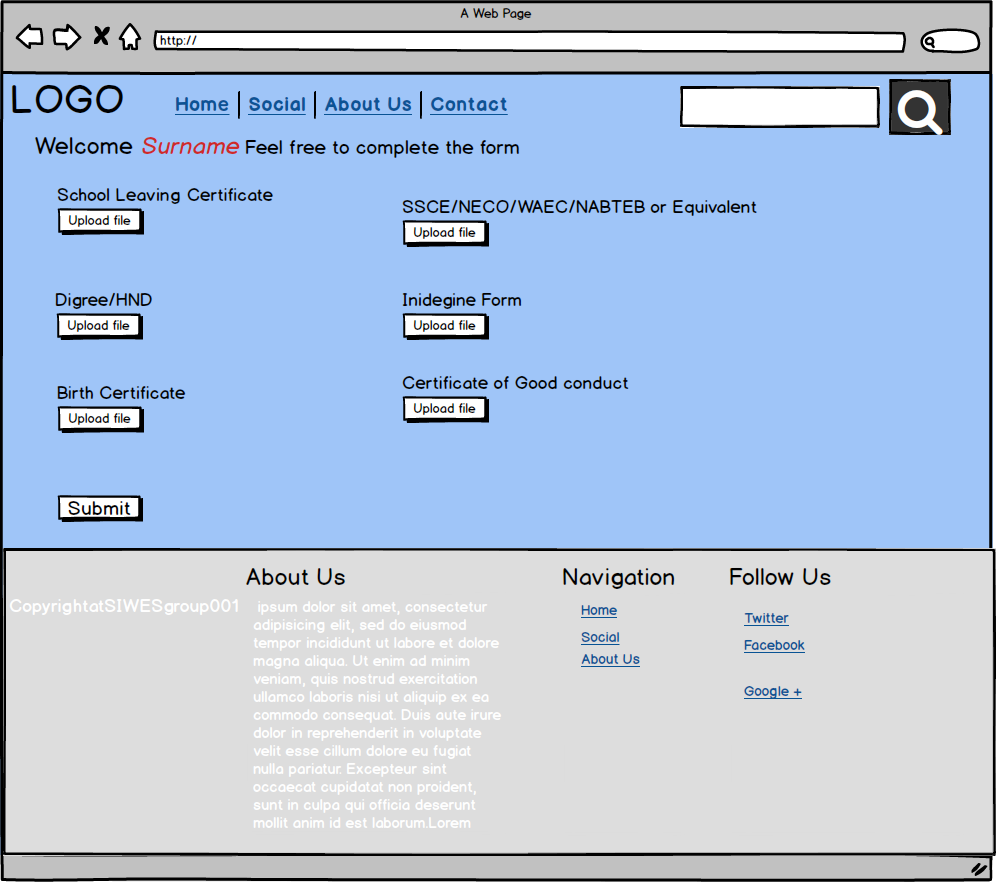 A Web Page
http://
LOGO
Home Social About Us Contact
Welcome Surname Feel free to complete the form
School Leaving Certificate
Upload file
SSCE/NECO/WAEC/NABTEB or Equivalent
Upload file
Digree/HND
Upload file
Inidegine Form
Upload file
Birth Certificate
Upload file
Certificate of Good conduct
Upload file
Submit
CopyrightatSIWESgroup001
About Us
ipsum dolor sit amet, consectetur
adipisicing elit, sed do eiusmod
tempor incididunt ut labore et dolore
magna aliqua. Ut enim ad minim
veniam, quis nostrud exercitation
ullamco laboris nisi ut aliquip ex ea
commodo consequat. Duis aute irure
dolor in reprehenderit in voluptate
velit esse cillum dolore eu fugiat
nulla pariatur. Excepteur sint
occaecat cupidatat non proident,
sunt in culpa qui officia deserunt
mollit anim id est laborum.Lorem
Navigation
Home
Social
About Us
Follow Us
Twitter
Facebook
Google +